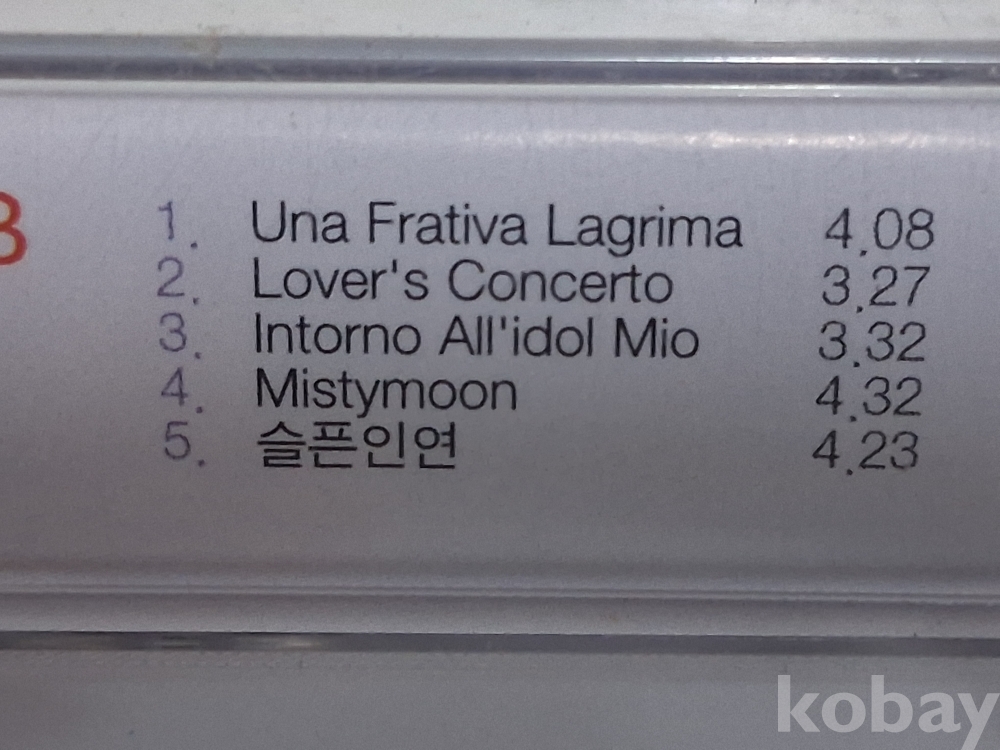 3
1. Una Frativa Lagrima 4.08
2. Lover's Concerto 3.27
3. Intorno All'idol Mio 3.32
4. Mistymoon 4.32
5. 슬픈인연 4.23
kobay